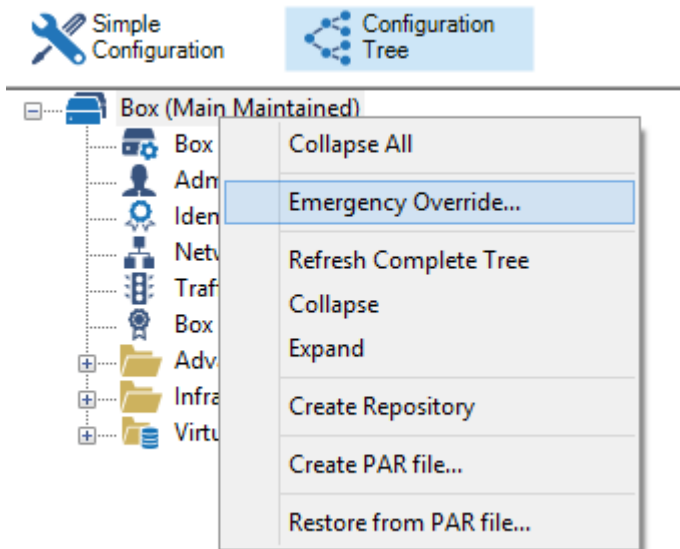 Simple
Configuration
Configuration
Tree
Box (Main Maintained)
Box
Collapse All
Adm
Emergency Override...
Iden
Netw
Refresh Complete Tree
Traf
Collapse
Box
Expand
Adva
Infra
Create Repository
Virtu
Create PAR file...
Restore from PAR file...